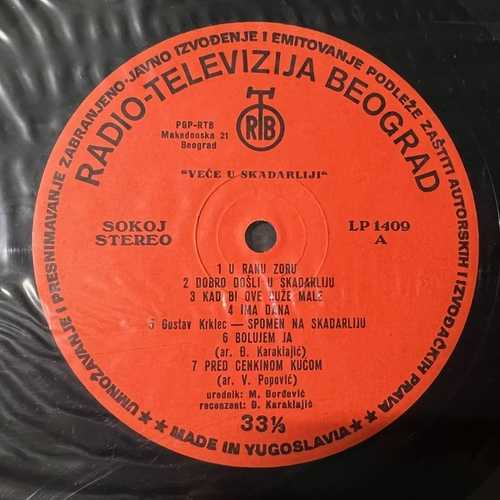 UMNOŽAVANJE I PRESNIMAVANJE ZABRANJENO·JAVNO IZVOĐENJE I EMITOVANJE PODLEŽE ZAŠTITI AUTORSKIH I IZVOĐAČKIH PRAVA
RADIO-TELEVIZIJA BEOGRAD
RTB
PGP-RTB
Makedonska 21
Beograd
"VEČE U SKADARLIJI"
SOKOJ
STEREO
LP 1409
A
1 U RANU ZORU
2 DOBRO DOŠLI U SKADARLIJU
3 KAD BI OVE RUŽE MALE
4 IMA DANA
5 Gustav Krklec — SPOMEN NA SKADARLIJU
6 BOLUJEM JA
(ar. Đ. Karaklajić)
7 PRED CENKINOM KUĆOM
(ar. V. Popović)
urednik: M. Đorđević
recenzent: Đ. Karaklajić
33⅓
★★ MADE IN YUGOSLAVIA ★★